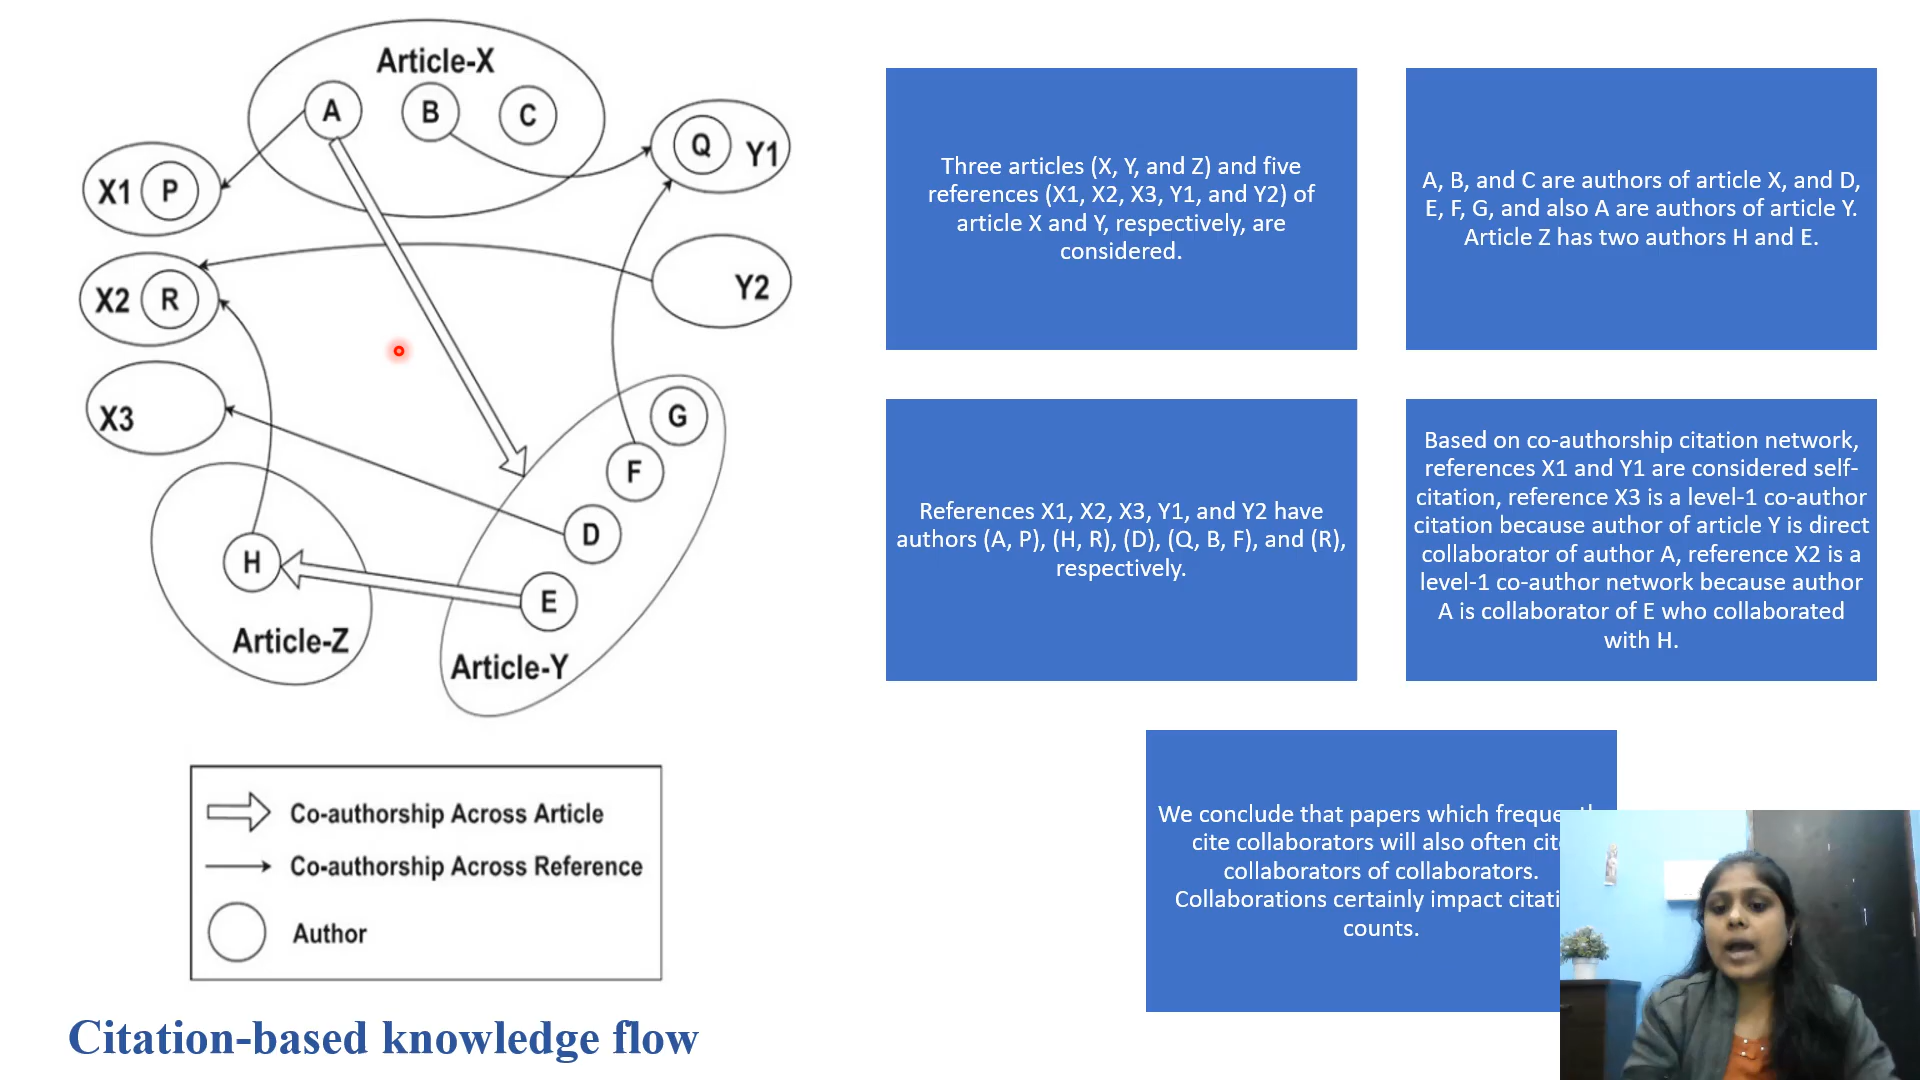 Article-X
A
B
C
Q
Y1
X1
P
X2
R
Y2
X3
G
F
D
H
E
Article-Z
Article-Y
Co-authorship Across Article
Co-authorship Across Reference
Author
Citation-based knowledge flow
Three articles (X, Y, and Z) and five
references (X1, X2, X3, Y1, and Y2) of
article X and Y, respectively, are
considered.
A, B, and C are authors of article X, and D,
E, F, G, and also A are authors of article Y.
Article Z has two authors H and E.
References X1, X2, X3, Y1, and Y2 have
authors (A, P), (H, R), (D), (Q, B, F), and (R),
respectively.
Based on co-authorship citation network,
references X1 and Y1 are considered self-
citation, reference X3 is a level-1 co-author
citation because author of article Y is direct
collaborator of author A, reference X2 is a
level-1 co-author network because author
A is collaborator of E who collaborated
with H.
We conclude that papers which
cite collaborators will also often
collaborators of collaborators.
Collaborations certainly impact
counts.